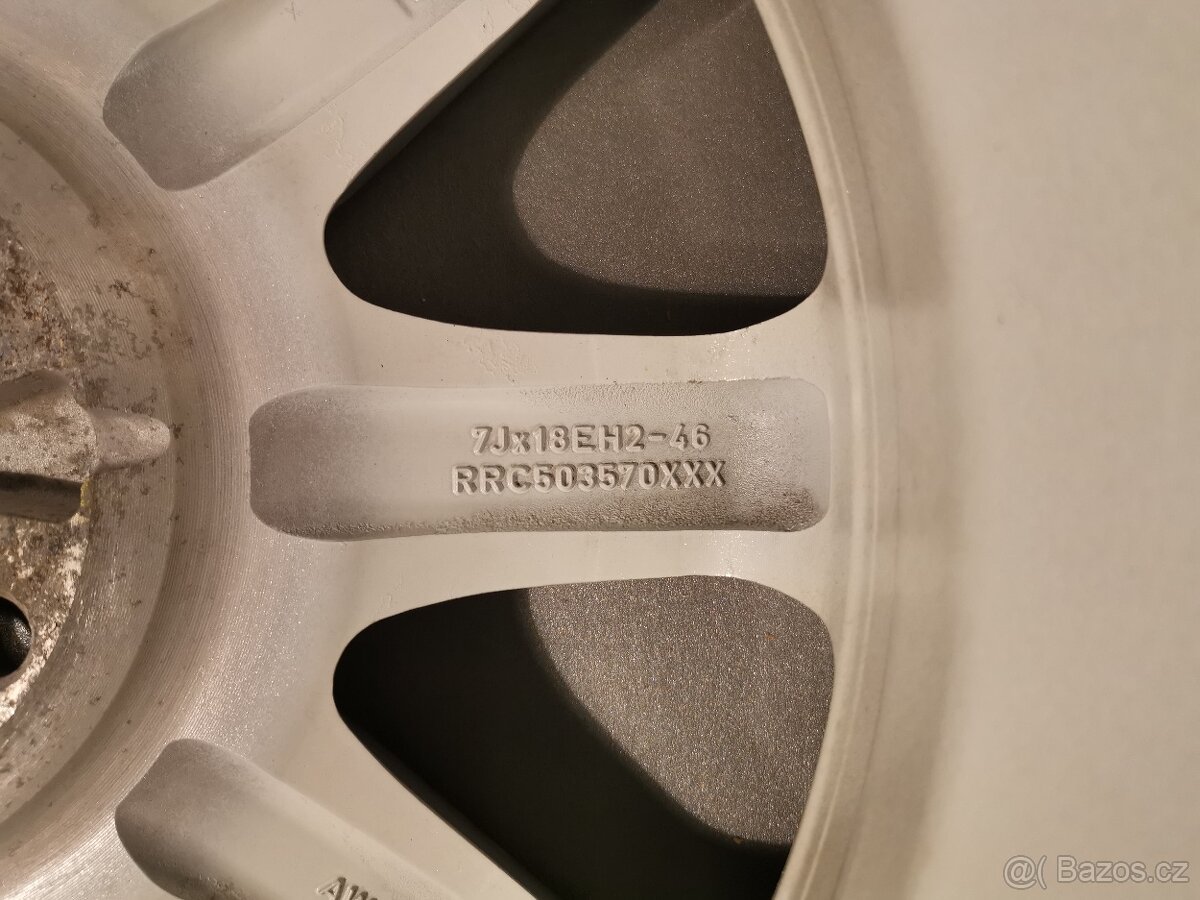 7Jx18EH2-46
RRC503570XXX
@( Bazos.cz